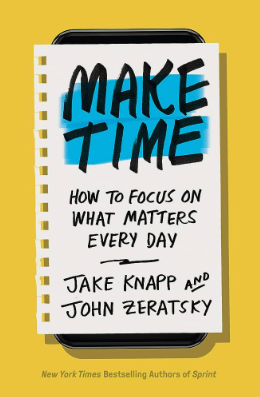 MAKE
TIME
HOW TO FOCUS ON
WHAT MATTERS
EVERY DAY
JAKE KNAPP AND
JOHN ZERATSKY
New York Times Bestselling Authors of Sprint